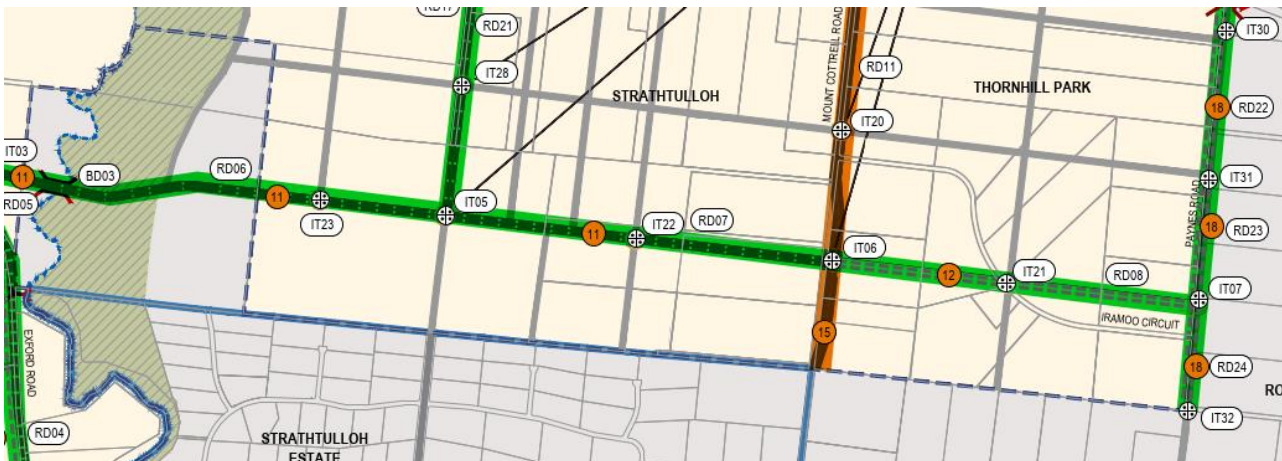 RD17
RD21
IT28
STRATHTULLOH
MOUNT COTTRELL ROAD
RD11
THORNHILL PARK
IT20
IT30
18
RD22
IT31
PAYNES ROAD
18
RD23
IT03
11
BD03
RD05
RD06
11
IT23
IT05
11
IT22
RD07
IT06
12
IT21
RD08
IT07
IRAMOO CIRCUIT
15
18
RD24
IT32
RO
EXFORD ROAD
RD04
STRATHTULLOH
ESTATE